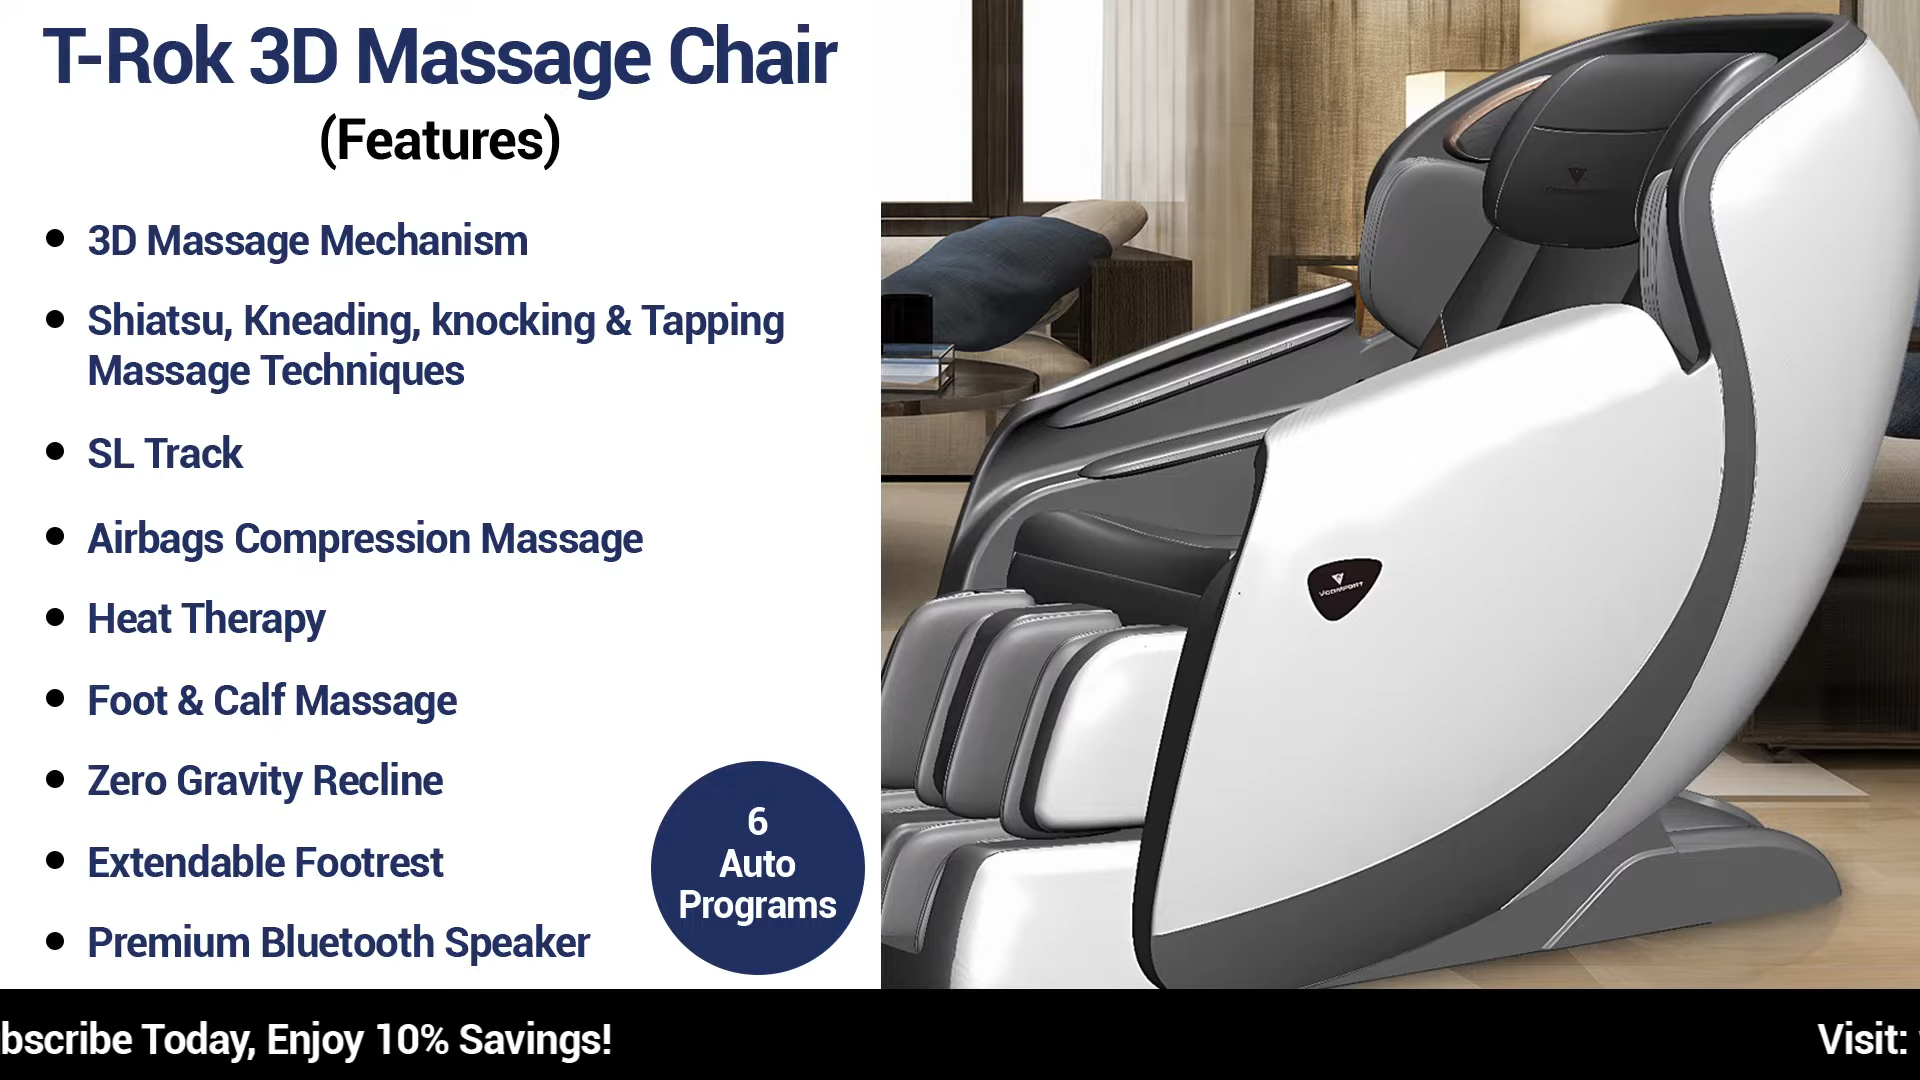 T-Rok 3D Massage Chair
(Features)
3D Massage Mechanism
Shiatsu, Kneading, knocking & Tapping
Massage Techniques
SL Track
Airbags Compression Massage
Heat Therapy
Foot & Calf Massage
Zero Gravity Recline
Extendable Footrest
Premium Bluetooth Speaker
6
Auto
Programs
VCOMFORT
bscribe Today, Enjoy 10% Savings!
Visit: